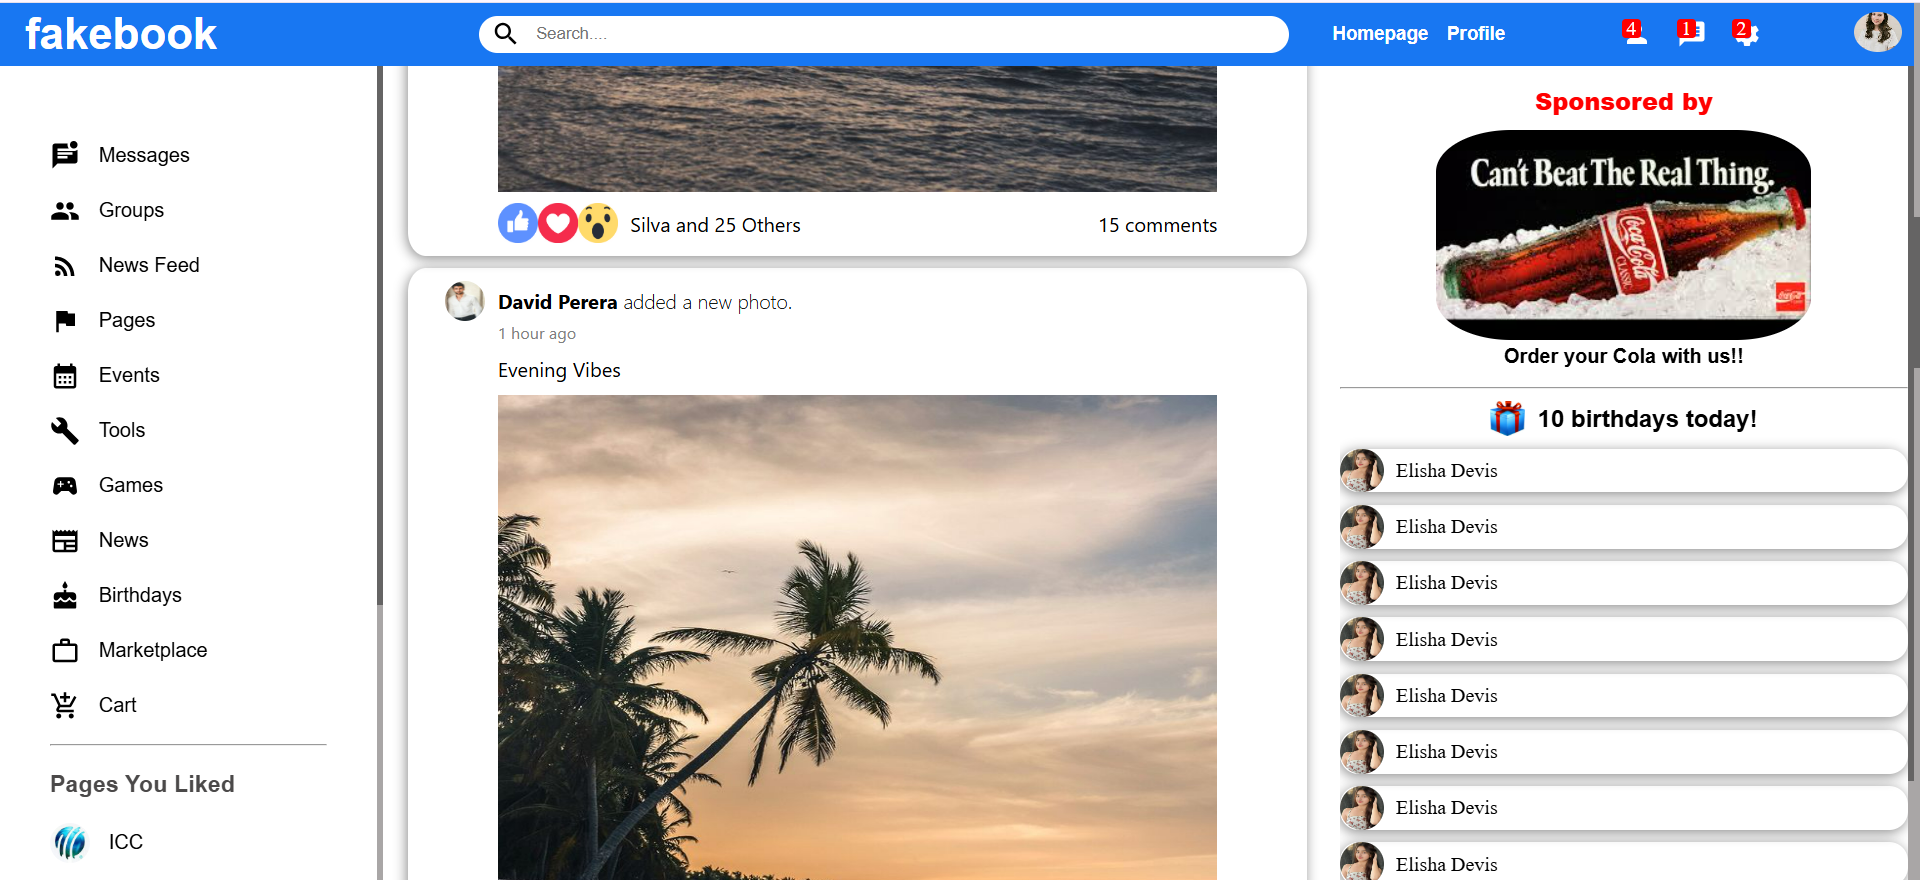 fakebook
Search....
Homepage Profile
4
1
2
Messages
Groups
News Feed
Pages
Events
Tools
Games
News
Birthdays
Marketplace
Cart
Pages You Liked
ICC
Silva and 25 Others
15 comments
David Perera added a new photo.
1 hour ago
Evening Vibes
Sponsored by
Can't Beat The Real Thing.
Coca-Cola
CLASSIC
Order your Cola with us!!
10 birthdays today!
Elisha Devis
Elisha Devis
Elisha Devis
Elisha Devis
Elisha Devis
Elisha Devis
Elisha Devis
Elisha Devis